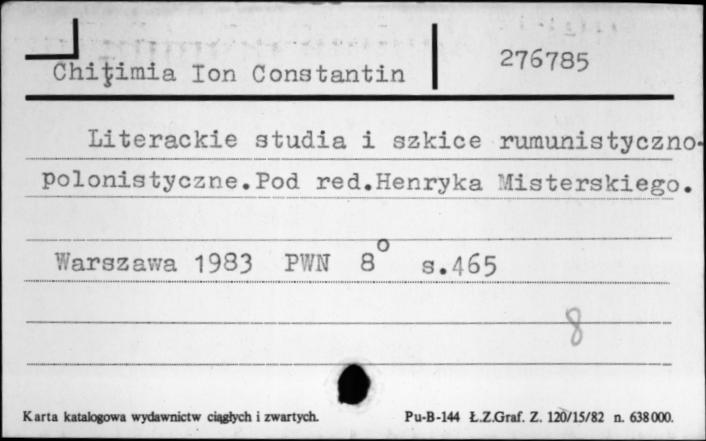 Chiţimia Ion Constantin 276785
Literackie studia i szkice rumunistyczno-
polonistyczne.Pod red.Henryka Misterskiego.
Warszawa 1983 PWN 8° s.465
8
Karta katalogowa wydawnictw ciągłych i zwartych. Pu-B-144 Ł.Z.Graf. Z. 120/15/82 n. 638000.